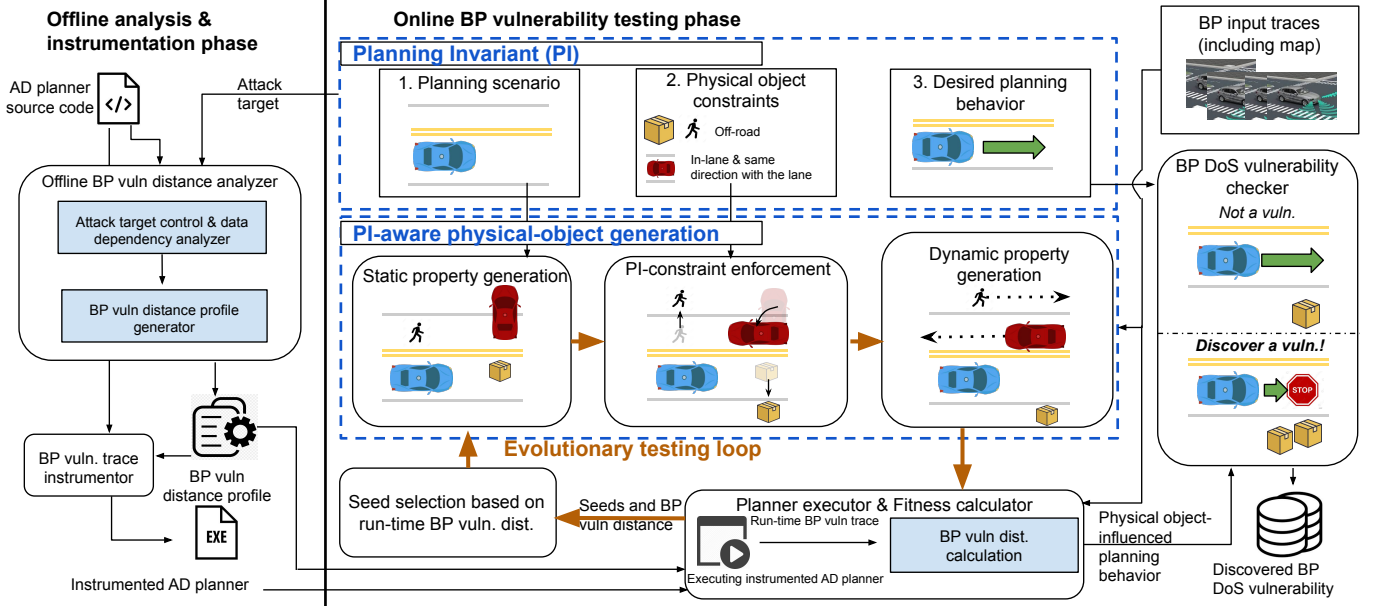 Offline analysis &
instrumentation phase
AD planner
source code
Attack
target
Offline BP vuln distance analyzer
Attack target control & data
dependency analyzer
BP vuln distance profile
generator
BP vuln. trace
instrumentor
BP vuln
distance profile
EXE
Instrumented AD planner
Online BP vulnerability testing phase
Planning Invariant (PI)
1. Planning scenario
2. Physical object
constraints
Off-road
In-lane & same
direction with the lane
3. Desired planning
behavior
PI-aware physical-object generation
Static property generation
PI-constraint enforcement
Dynamic property
generation
Evolutionary testing loop
Seed selection based on
run-time BP vuln. dist.
Seeds and BP
vuln distance
Planner executor & Fitness calculator
Run-time BP vuln trace
Executing instrumented AD planner
BP vuln dist.
calculation
Physical object-
influenced
planning
behavior
BP input traces
(including map)
BP DoS vulnerability
checker
Not a vuln.
Discover a vuln.!
STOP
Discovered BP
DoS vulnerability